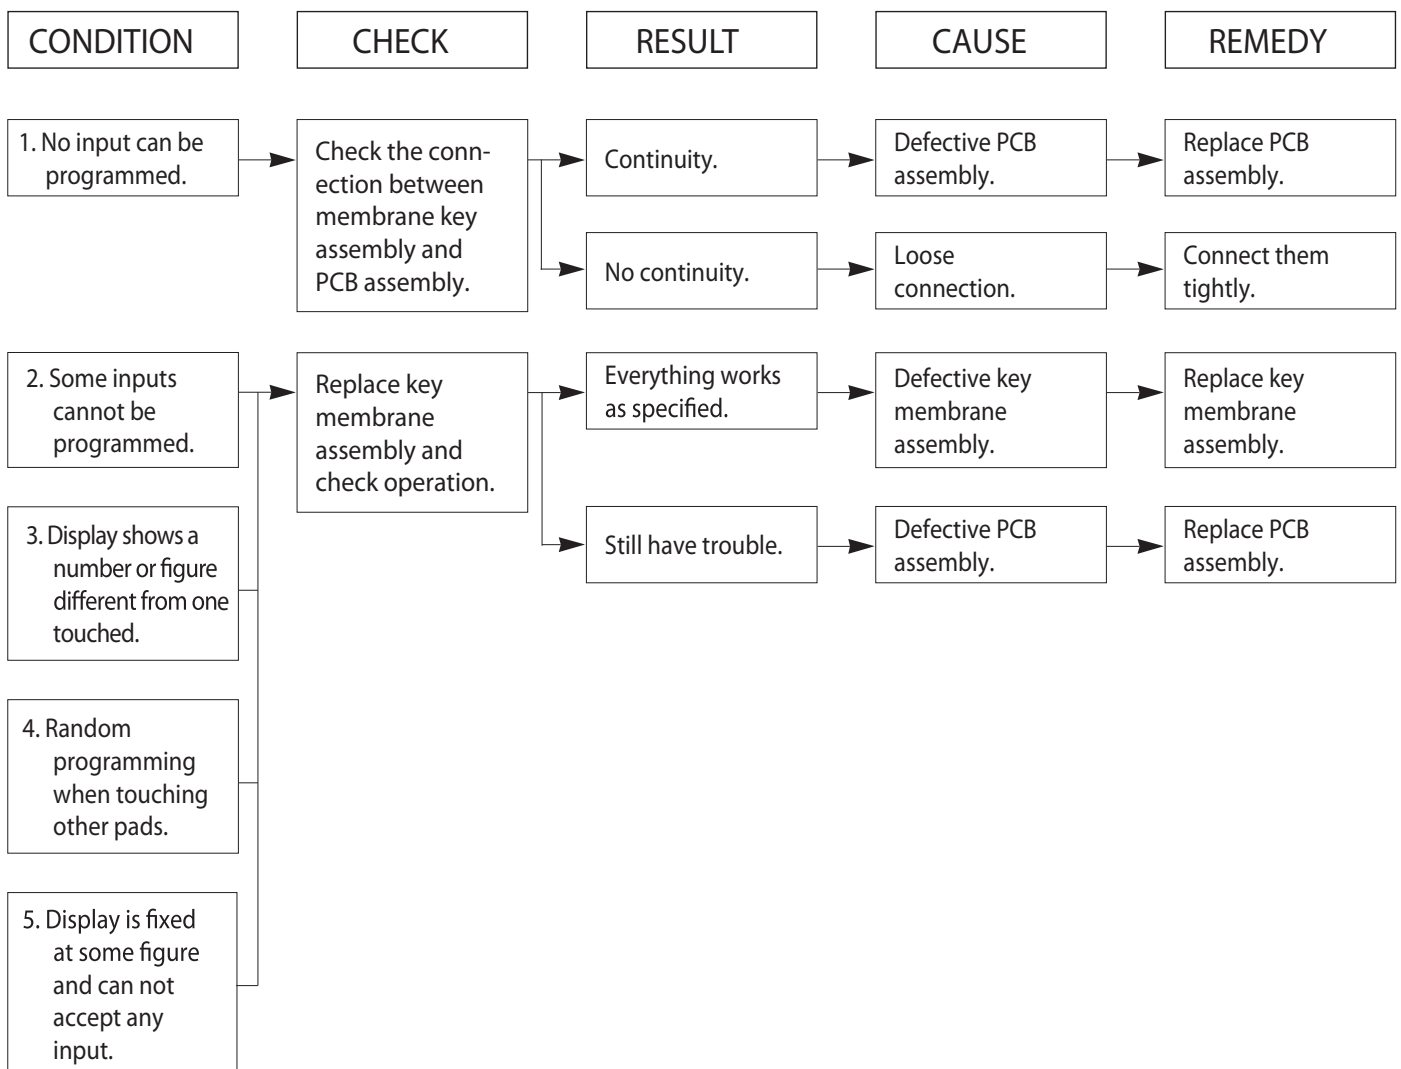 CONDITION
CHECK
RESULT
CAUSE
REMEDY
1. No input can be
programmed.
Check the conn-
ection between
membrane key
assembly and
PCB assembly.
Continuity.
Defective PCB
assembly.
Replace PCB
assembly.
No continuity.
Loose
connection.
Connect them
tightly.
2. Some inputs
cannot be
programmed.
Replace key
membrane
assembly and
check operation.
Everything works
as specified.
Defective key
membrane
assembly.
Replace key
membrane
assembly.
Still have trouble.
Defective PCB
assembly.
Replace PCB
assembly.
3. Display shows a
number or figure
different from one
touched.
4. Random
programming
when touching
other pads.
5. Display is fixed
at some figure
and can not
accept any
input.